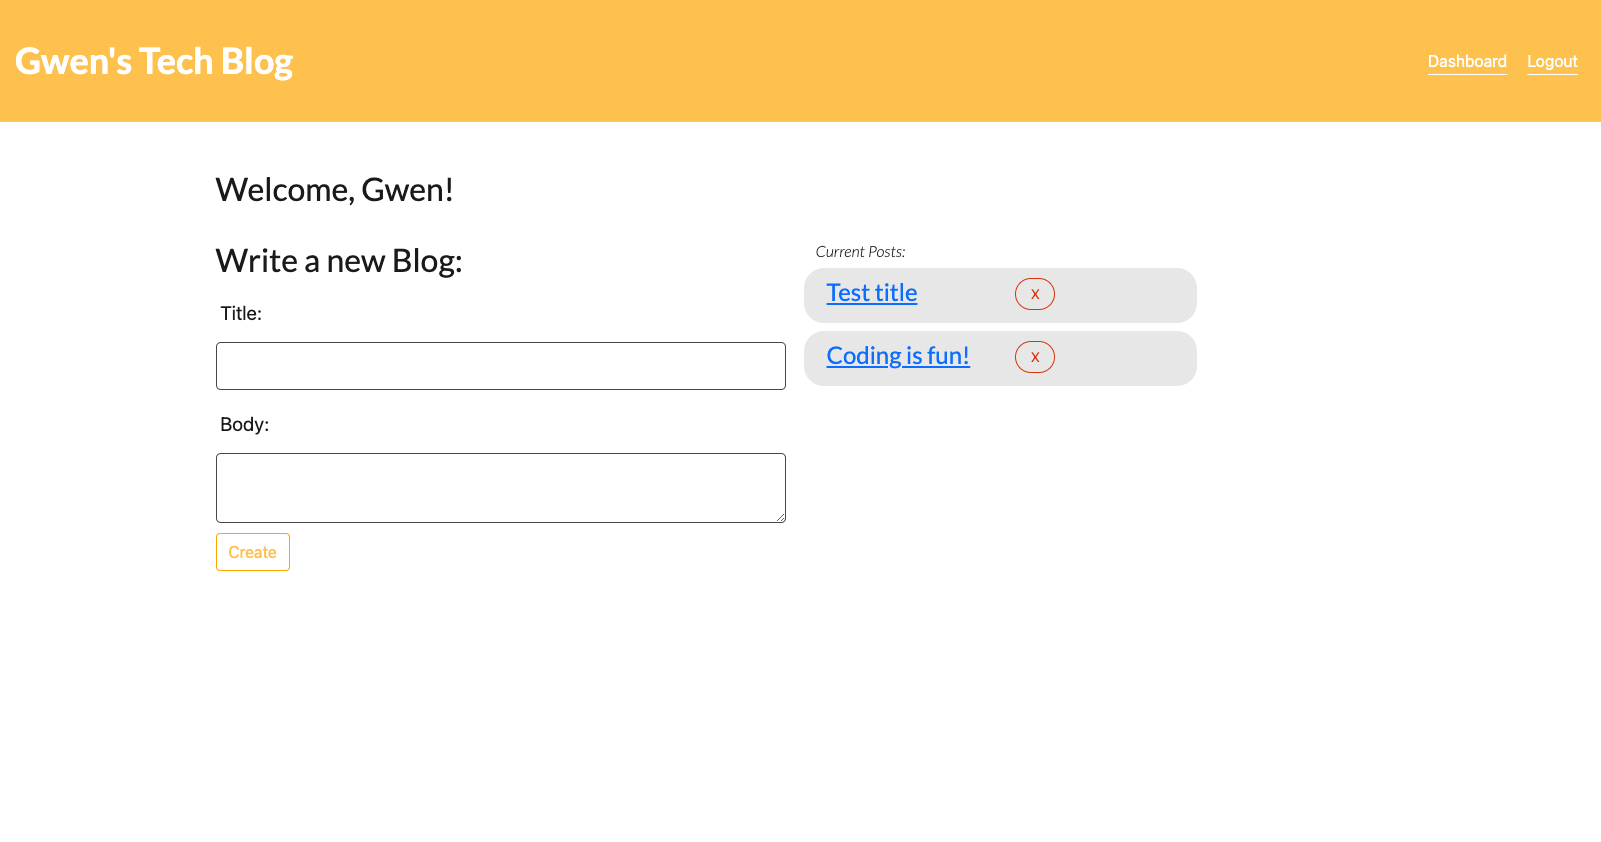 Gwen's Tech Blog
Dashboard Logout
Welcome, Gwen!
Write a new Blog:
Title:
Body:
Create
Current Posts:
Test title X
Coding is fun! X